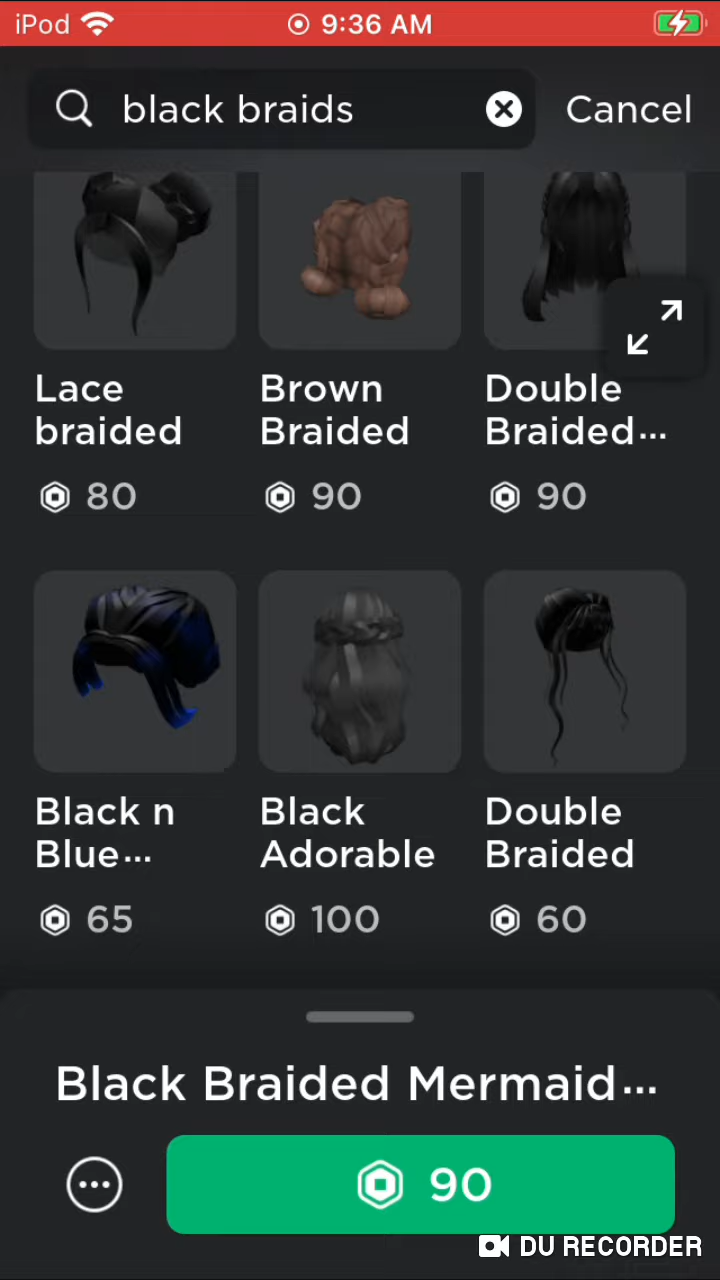 iPod 9:36 AM
black braids Cancel
Lace Brown Double
braided Braided Braided...
80 90 90
Black n Black Double
Blue... Adorable Braided
65 100 60
Black Braided Mermaid...
90
DU RECORDER